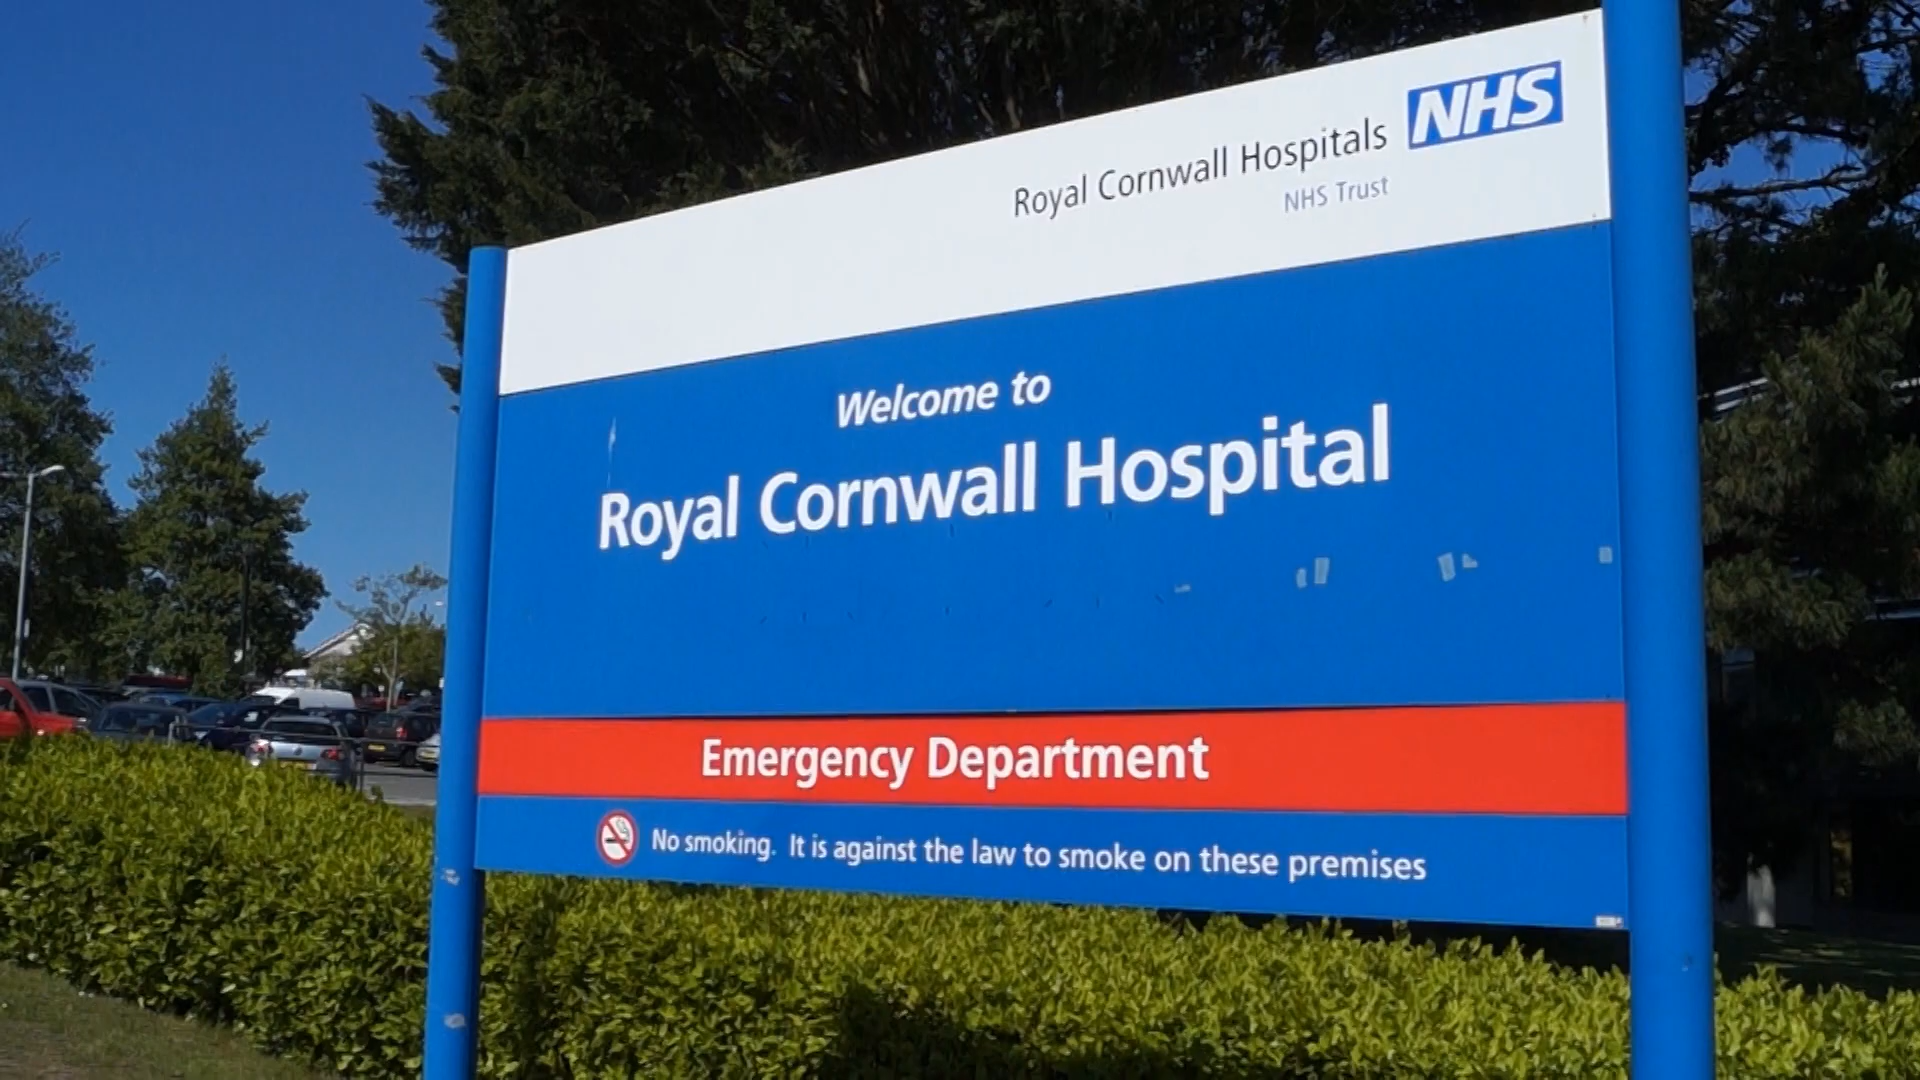 Royal Cornwall Hospitals NHS
NHS Trust
Welcome to
Royal Cornwall Hospital
Emergency Department
No smoking. It is against the law to smoke on these premises